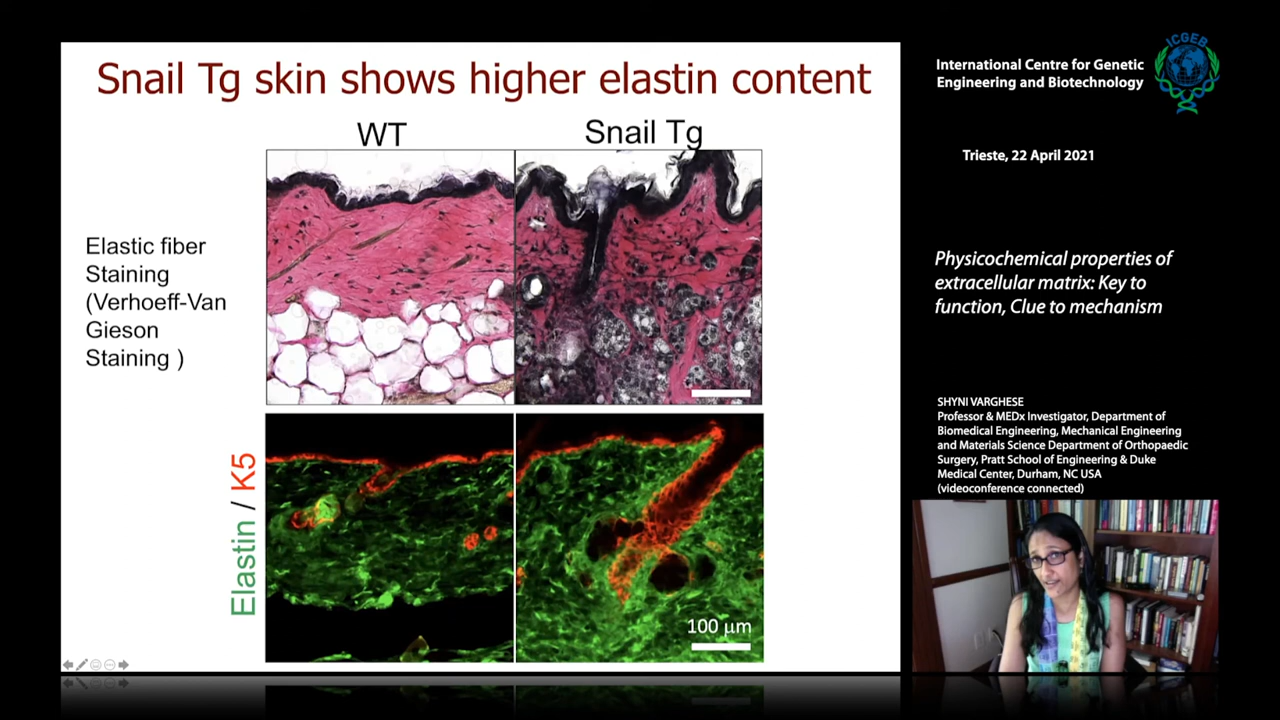 Snail Tg skin shows higher elastin content
WT
Snail Tg
Elastic fiber
Staining
(Verhoeff-Van
Gieson
Staining )
Elastin / K5
100 μm
International Centre for Genetic
Engineering and Biotechnology
ICGEB
Trieste, 22 April 2021
Physicochemical properties of
extracellular matrix: Key to
function, Clue to mechanism
SHYNI VARGHESE
Professor & MEDx Investigator, Department of
Biomedical Engineering, Mechanical Engineering
and Materials Science Department of Orthopaedic
Surgery, Pratt School of Engineering & Duke
Medical Center, Durham, NC USA
(videoconference connected)